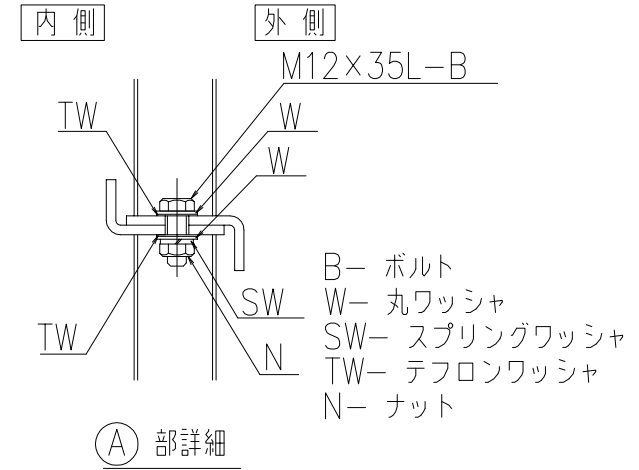 内 側
外 側
M12×35L-B
TW
W
W
SW
TW
N
B- ボルト
W- 丸ワッシャ
SW- スプリングワッシャ
TW- テフロンワッシャ
N- ナット
A 部詳細